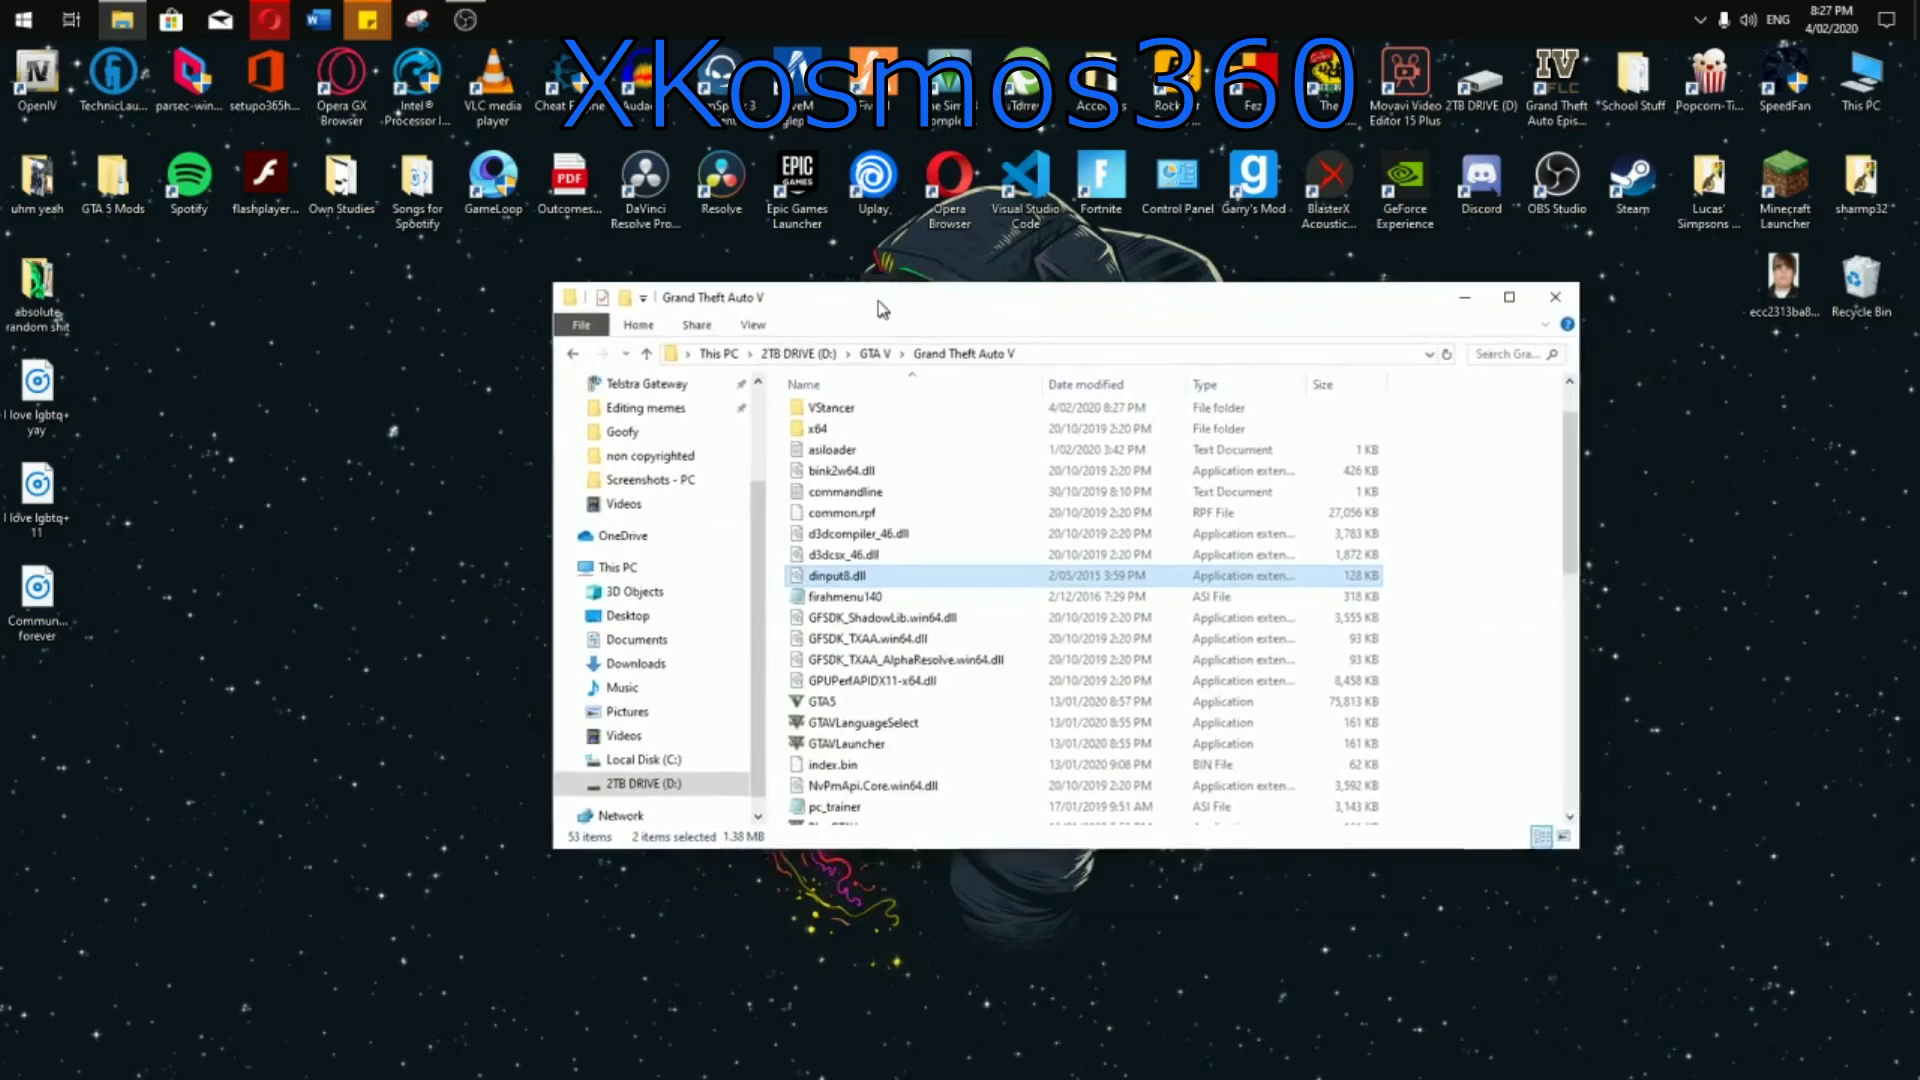 ENG
8:27 PM
4/02/2020
XKosmos360
OpenIV
TechnicLau...
parsec-win...
setupo365h...
Opera GX
Browser
Intel®
Processor I...
VLC media
player
Movavi Video
Editor 15 Plus
2TB DRIVE (D)
Grand Theft
Auto Epis...
School Stuff
Popcorn-Ti...
SpeedFan
This PC
uhm yeah
GTA 5 Mods
Spotify
flashplayer...
Own Studies
Songs for
Spootify
GameLoop
PDF
Outcomes...
DaVinci
Resolve Pro...
Resolve
EPIC
GAMES
Epic Games
Launcher
Uplay
Opera
Browser
Visual Studio
Code
Fortnite
Control Panel
Garry's Mod
BlasterX
Acoustic...
GeForce
Experience
Discord
OBS Studio
Steam
Lucas'
Simpsons ...
Minecraft
Launcher
sharmp32
absolute
random shit
ecc2313ba8...
Recycle Bin
I love lgbtq+
yay
I love lgbtq+
11
Commun...
forever
Grand Theft Auto V
File Home Share View
This PC › 2TB DRIVE (D:) › GTA V › Grand Theft Auto V
Search Gra...
Telstra Gateway
Editing memes
Goofy
non copyrighted
Screenshots - PC
Videos
OneDrive
This PC
3D Objects
Desktop
Documents
Downloads
Music
Pictures
Videos
Local Disk (C:)
2TB DRIVE (D:)
Network
Name Date modified Type Size
VStancer 4/02/2020 8:27 PM File folder
x64 20/10/2019 2:20 PM File folder
asiloader 1/02/2020 3:42 PM Text Document 1 KB
bink2w64.dll 20/10/2019 2:20 PM Application exten... 426 KB
commandline 30/10/2019 8:10 PM Text Document 1 KB
common.rpf 20/10/2019 2:20 PM RPF File 27,056 KB
d3dcompiler_46.dll 20/10/2019 2:20 PM Application exten... 3,783 KB
d3dcsx_46.dll 20/10/2019 2:20 PM Application exten... 1,872 KB
dinput8.dll 2/05/2015 3:59 PM Application exten... 128 KB
firahmenu140 2/12/2016 7:29 PM ASI File 318 KB
GFSDK_ShadowLib.win64.dll 20/10/2019 2:20 PM Application exten... 3,555 KB
GFSDK_TXAA.win64.dll 20/10/2019 2:20 PM Application exten... 93 KB
GFSDK_TXAA_AlphaResolve.win64.dll 20/10/2019 2:20 PM Application exten... 93 KB
GPUPerfAPIDX11-x64.dll 20/10/2019 2:20 PM Application exten... 8,458 KB
GTA5 13/01/2020 8:57 PM Application 75,813 KB
GTAVLanguageSelect 13/01/2020 8:55 PM Application 161 KB
GTAVLauncher 13/01/2020 8:55 PM Application 161 KB
index.bin 13/01/2020 9:08 PM BIN File 62 KB
NvPmApi.Core.win64.dll 20/10/2019 2:20 PM Application exten... 3,592 KB
pc_trainer 17/01/2019 9:51 AM ASI File 3,143 KB
53 items 2 items selected 1.38 MB